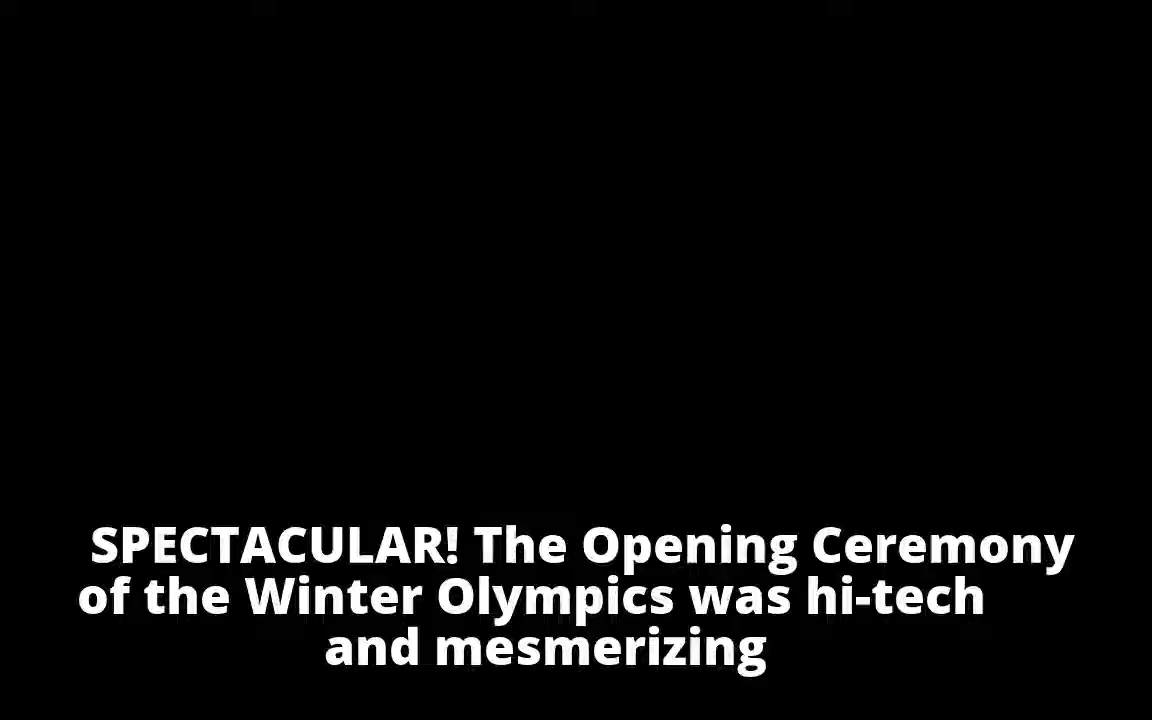 SPECTACULAR! The Opening Ceremony
of the Winter Olympics was hi-tech
and mesmerizing